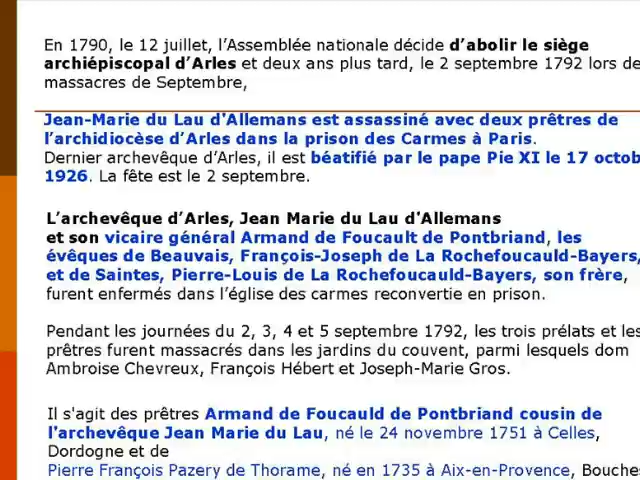 En 1790, le 12 juillet, l’Assemblée nationale décide d’abolir le siège
archiépiscopal d’Arles et deux ans plus tard, le 2 septembre 1792 lors de
massacres de Septembre,
Jean-Marie du Lau d'Allemans est assassiné avec deux prêtres de
l’archidiocèse d’Arles dans la prison des Carmes à Paris.
Dernier archevêque d’Arles, il est béatifié par le pape Pie XI le 17 octob
1926. La fête est le 2 septembre.
L’archevêque d’Arles, Jean Marie du Lau d'Allemans
et son vicaire général Armand de Foucault de Pontbriand, les
évêques de Beauvais, François-Joseph de La Rochefoucauld-Bayers,
et de Saintes, Pierre-Louis de La Rochefoucauld-Bayers, son frère,
furent enfermés dans l’église des carmes reconvertie en prison.
Pendant les journées du 2, 3, 4 et 5 septembre 1792, les trois prélats et les
prêtres furent massacrés dans les jardins du couvent, parmi lesquels dom
Ambroise Chevreux, François Hébert et Joseph-Marie Gros.
Il s'agit des prêtres Armand de Foucauld de Pontbriand cousin de
l'archevêque Jean Marie du Lau, né le 24 novembre 1751 à Celles,
Dordogne et de
Pierre François Pazery de Thorame, né en 1735 à Aix-en-Provence, Bouches